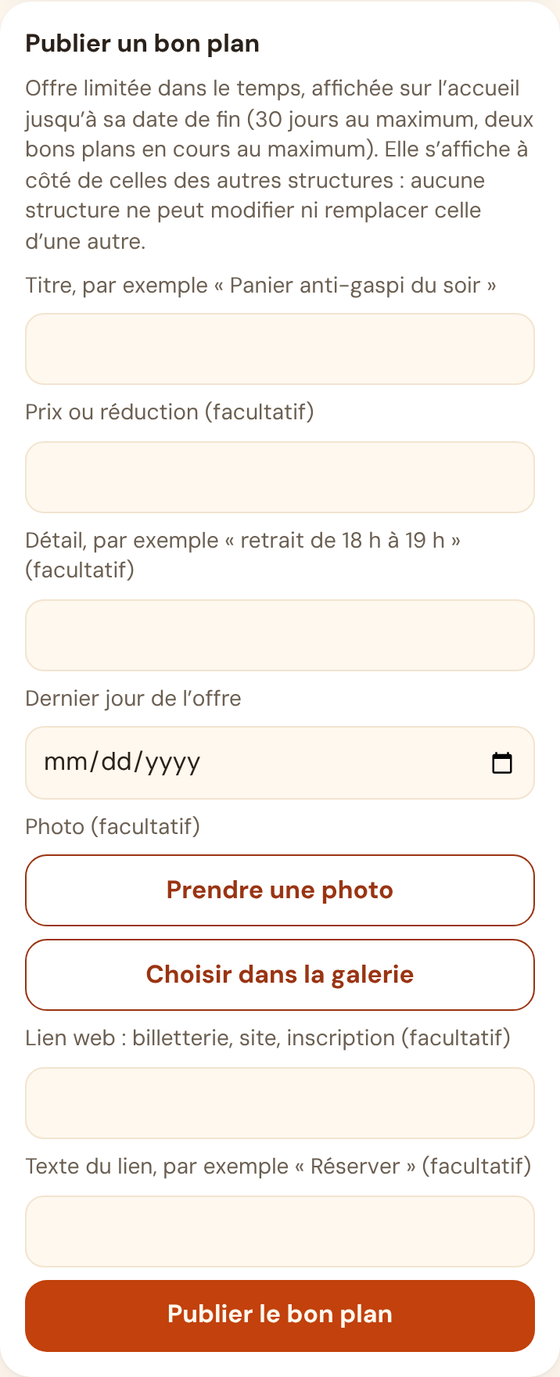 Publier un bon plan
Offre limitée dans le temps, affichée sur l’accueil
jusqu’à sa date de fin (30 jours au maximum, deux
bons plans en cours au maximum). Elle s’affiche à
côté de celles des autres structures : aucune
structure ne peut modifier ni remplacer celle
d’une autre.
Titre, par exemple « Panier anti-gaspi du soir »
Prix ou réduction (facultatif)
Détail, par exemple « retrait de 18 h à 19 h »
(facultatif)
Dernier jour de l’offre
mm/dd/yyyy
Photo (facultatif)
Prendre une photo
Choisir dans la galerie
Lien web : billetterie, site, inscription (facultatif)
Texte du lien, par exemple « Réserver » (facultatif)
Publier le bon plan